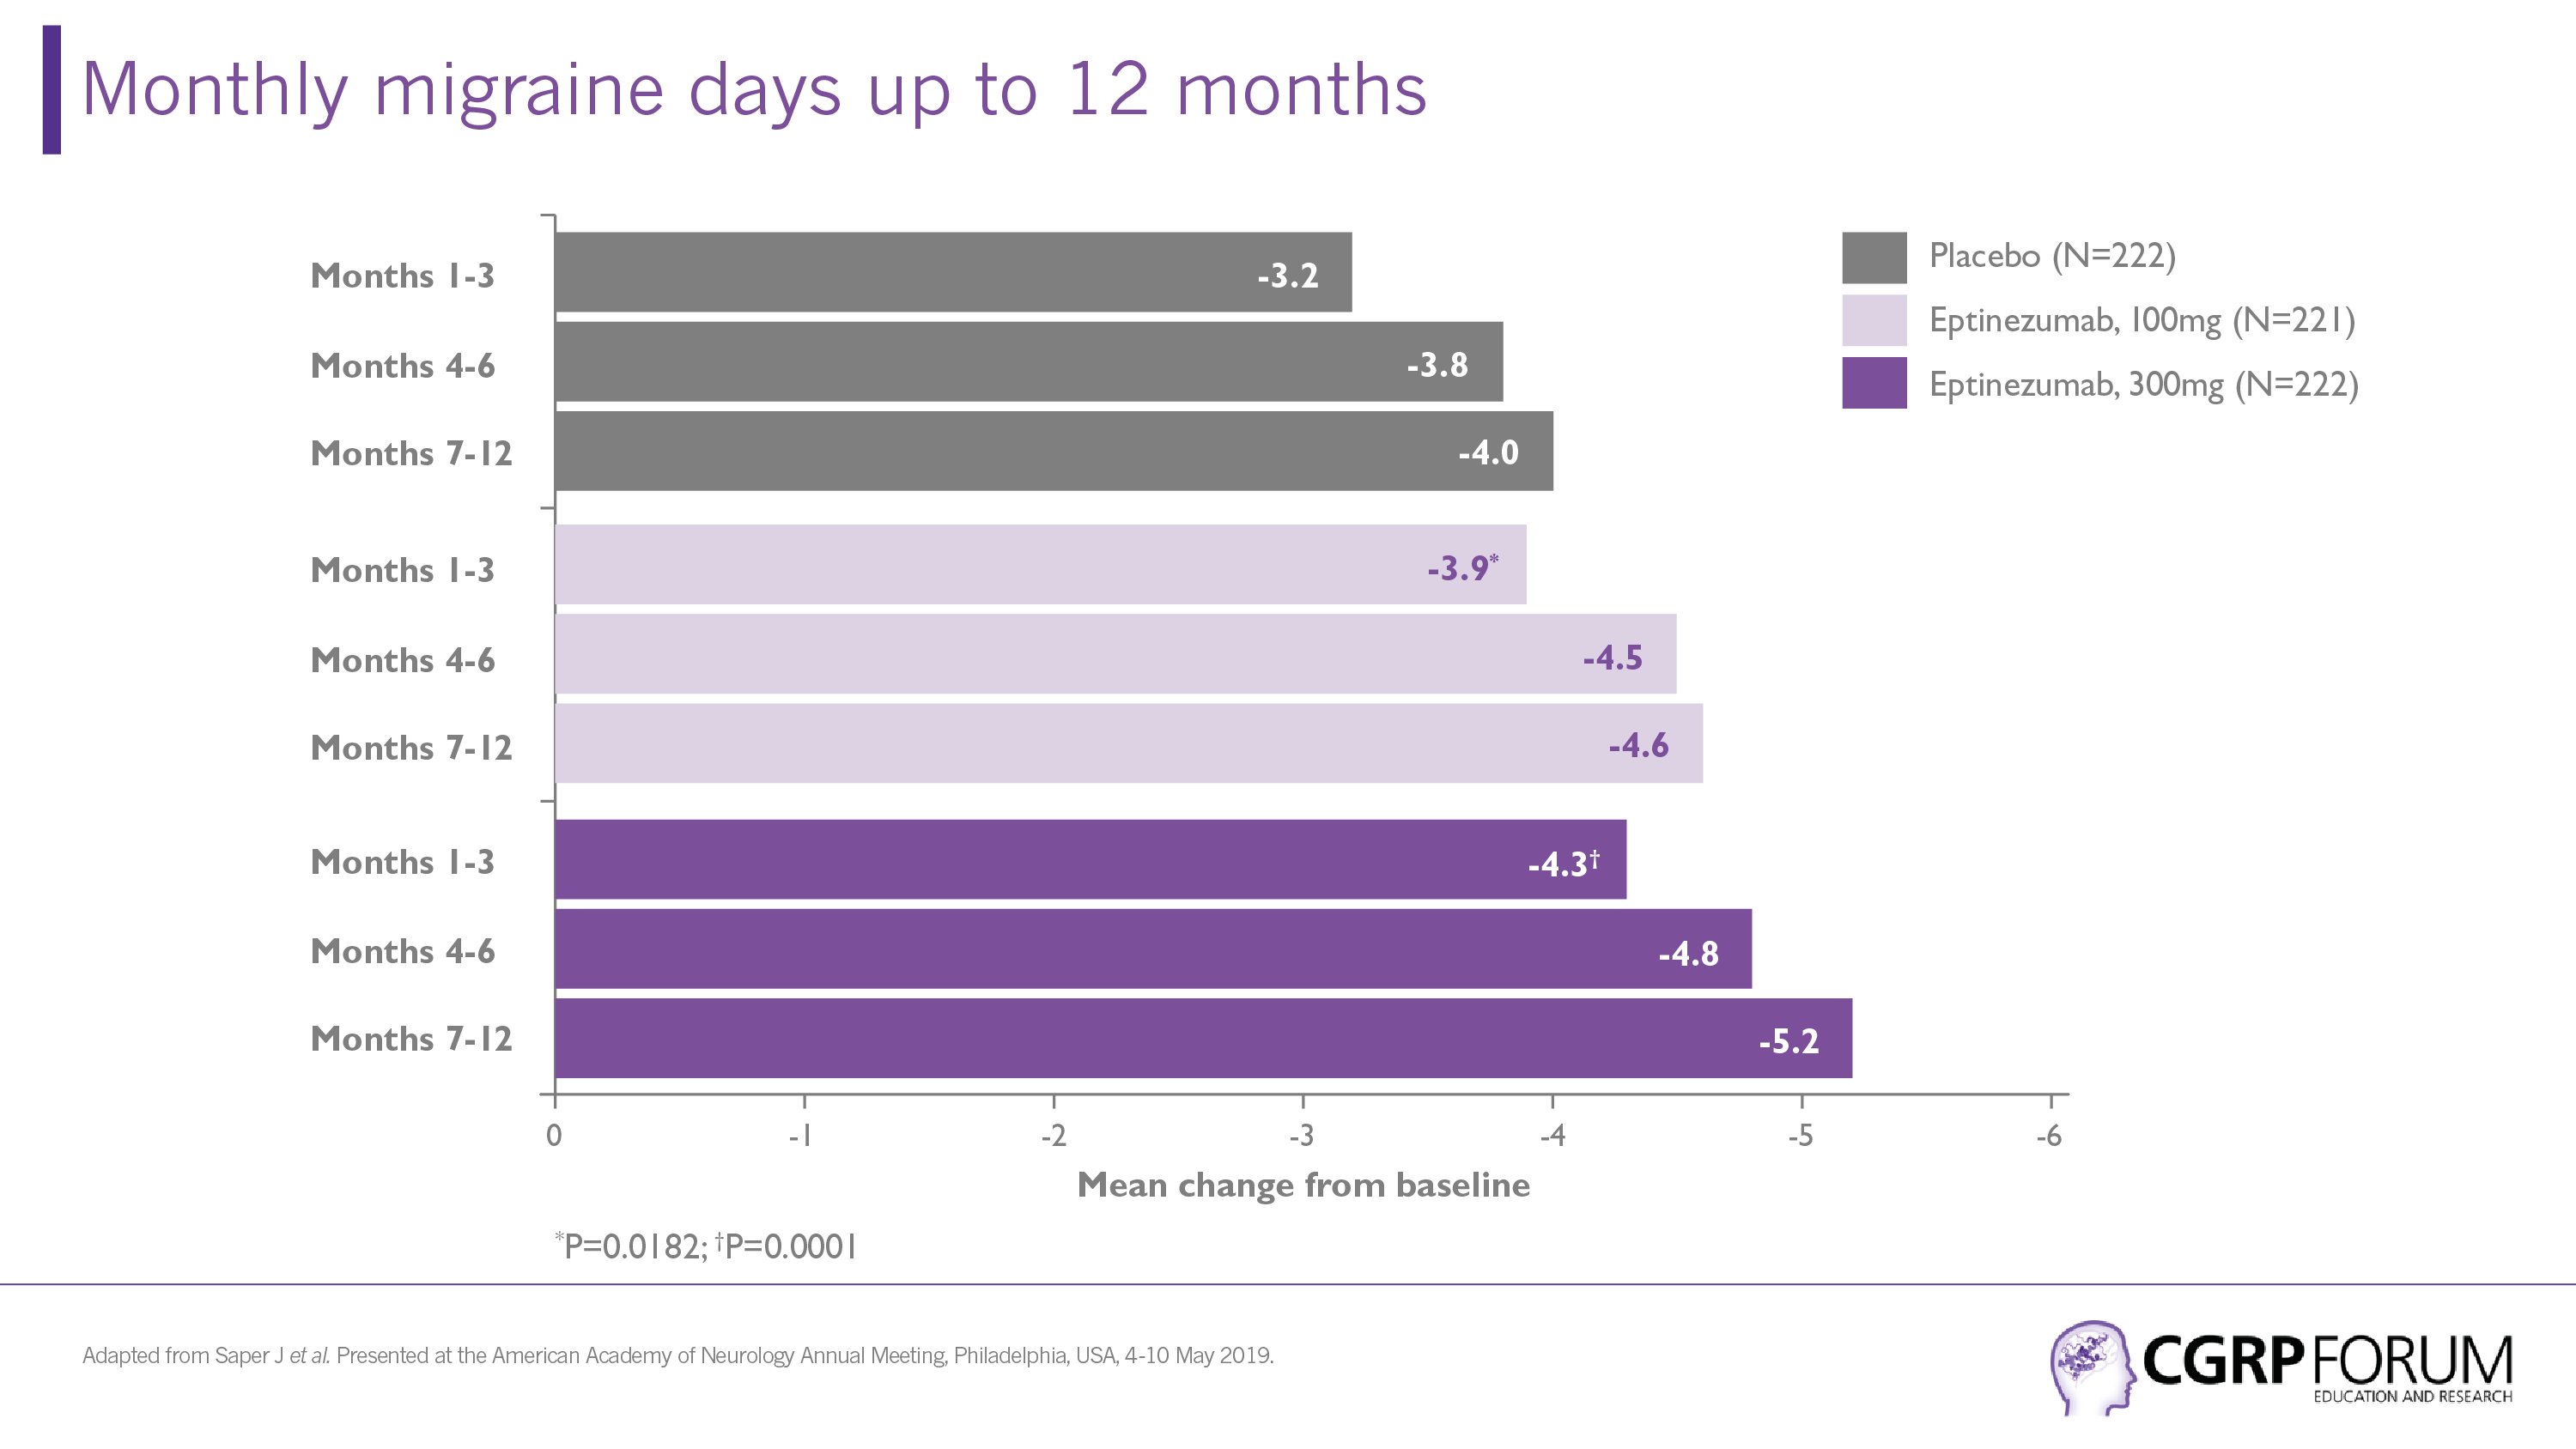 Monthly migraine days up to 12 months
Months 1-3
-3.2
Months 4-6
-3.8
Months 7-12
-4.0
Months 1-3
-3.9*
Months 4-6
-4.5
Months 7-12
-4.6
Months 1-3
-4.3†
Months 4-6
-4.8
Months 7-12
-5.2
Placebo (N=222)
Eptinezumab, 100mg (N=221)
Eptinezumab, 300mg (N=222)
0 -1 -2 -3 -4 -5 -6
Mean change from baseline
*P=0.0182; †P=0.0001
Adapted from Saper J et al. Presented at the American Academy of Neurology Annual Meeting, Philadelphia, USA, 4-10 May 2019.
CGRP FORUM
EDUCATION AND RESEARCH